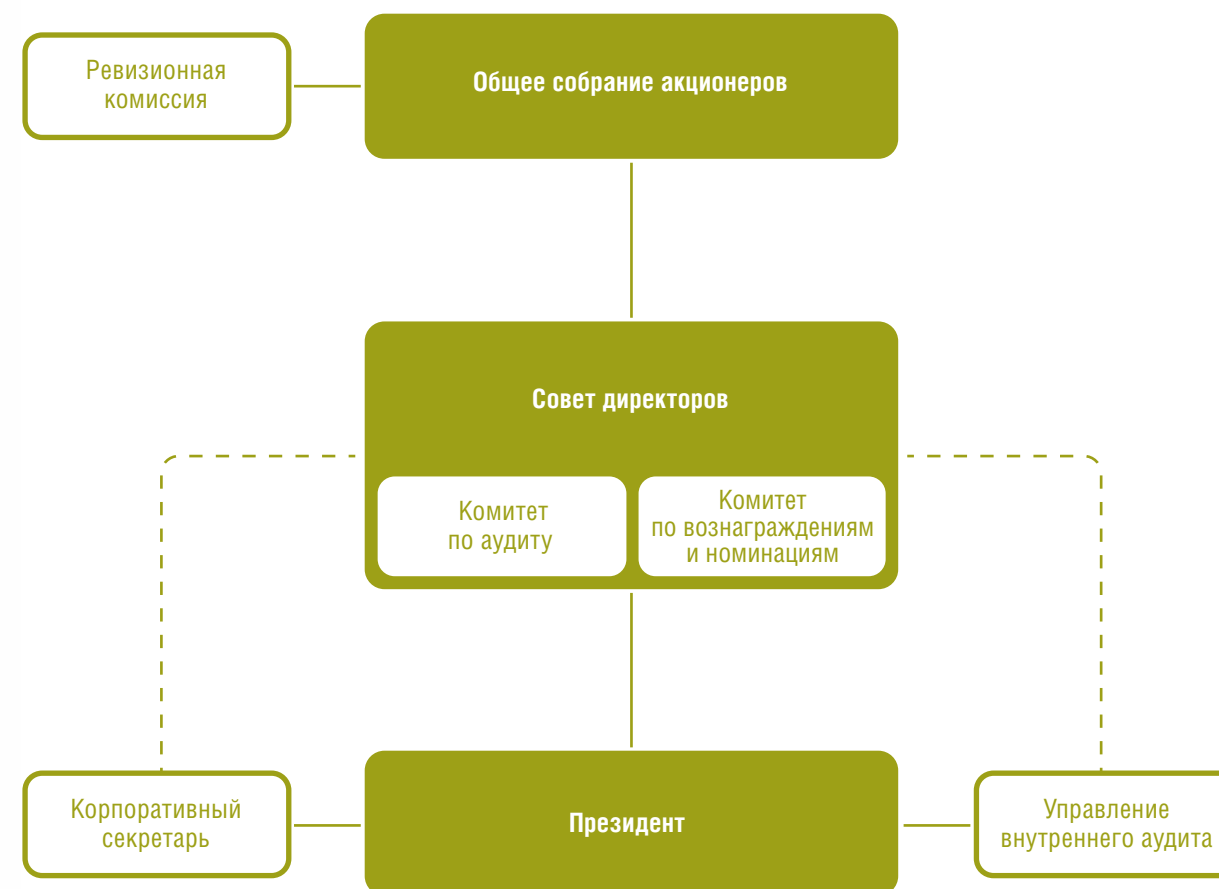 Ревизионная
комиссия
Общее собрание акционеров
Совет директоров
Комитет
по аудиту
Комитет
по вознаграждениям
и номинациям
Корпоративный
секретарь
Президент
Управление
внутреннего аудита